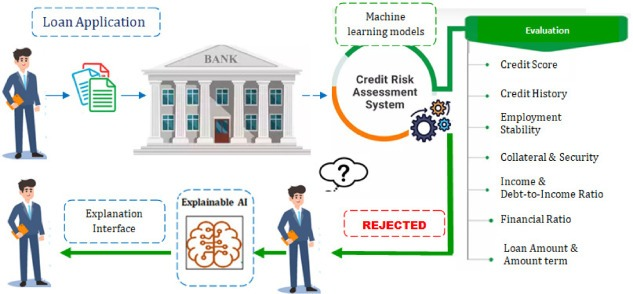 Loan Application
BANK
Machine
learning models
Credit Risk
Assessment
System
Evaluation
Credit Score
Credit History
Employment
Stability
Collateral & Security
Income &
Debt-to-Income Ratio
Financial Ratio
Loan Amount &
Amount term
?
REJECTED
Explainable AI
Explanation
Interface